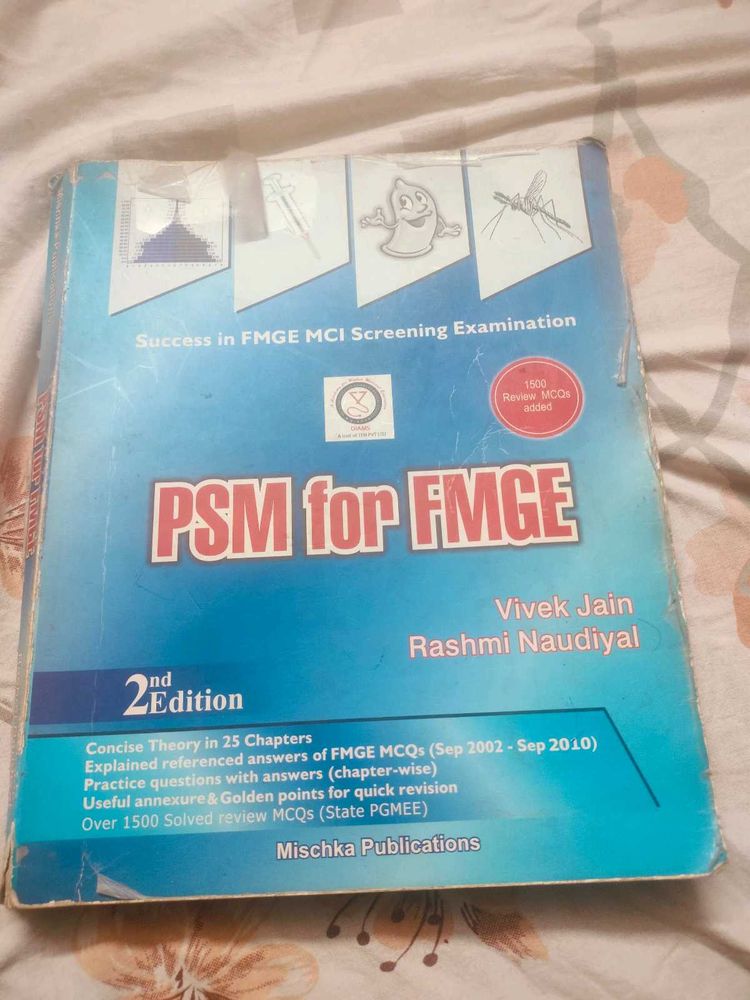 Success in FMGE MCI Screening Examination
DIAMS
1500
Review MCQs
added
PSM for FMGE
Vivek Jain
Rashmi Naudiyal
2nd Edition
Concise Theory in 25 Chapters
Explained referenced answers of FMGE MCQs (Sep 2002 - Sep 2010)
Practice questions with answers (chapter-wise)
Useful annexure & Golden points for quick revision
Over 1500 Solved review MCQs (State PGMEE)
Mischka Publications